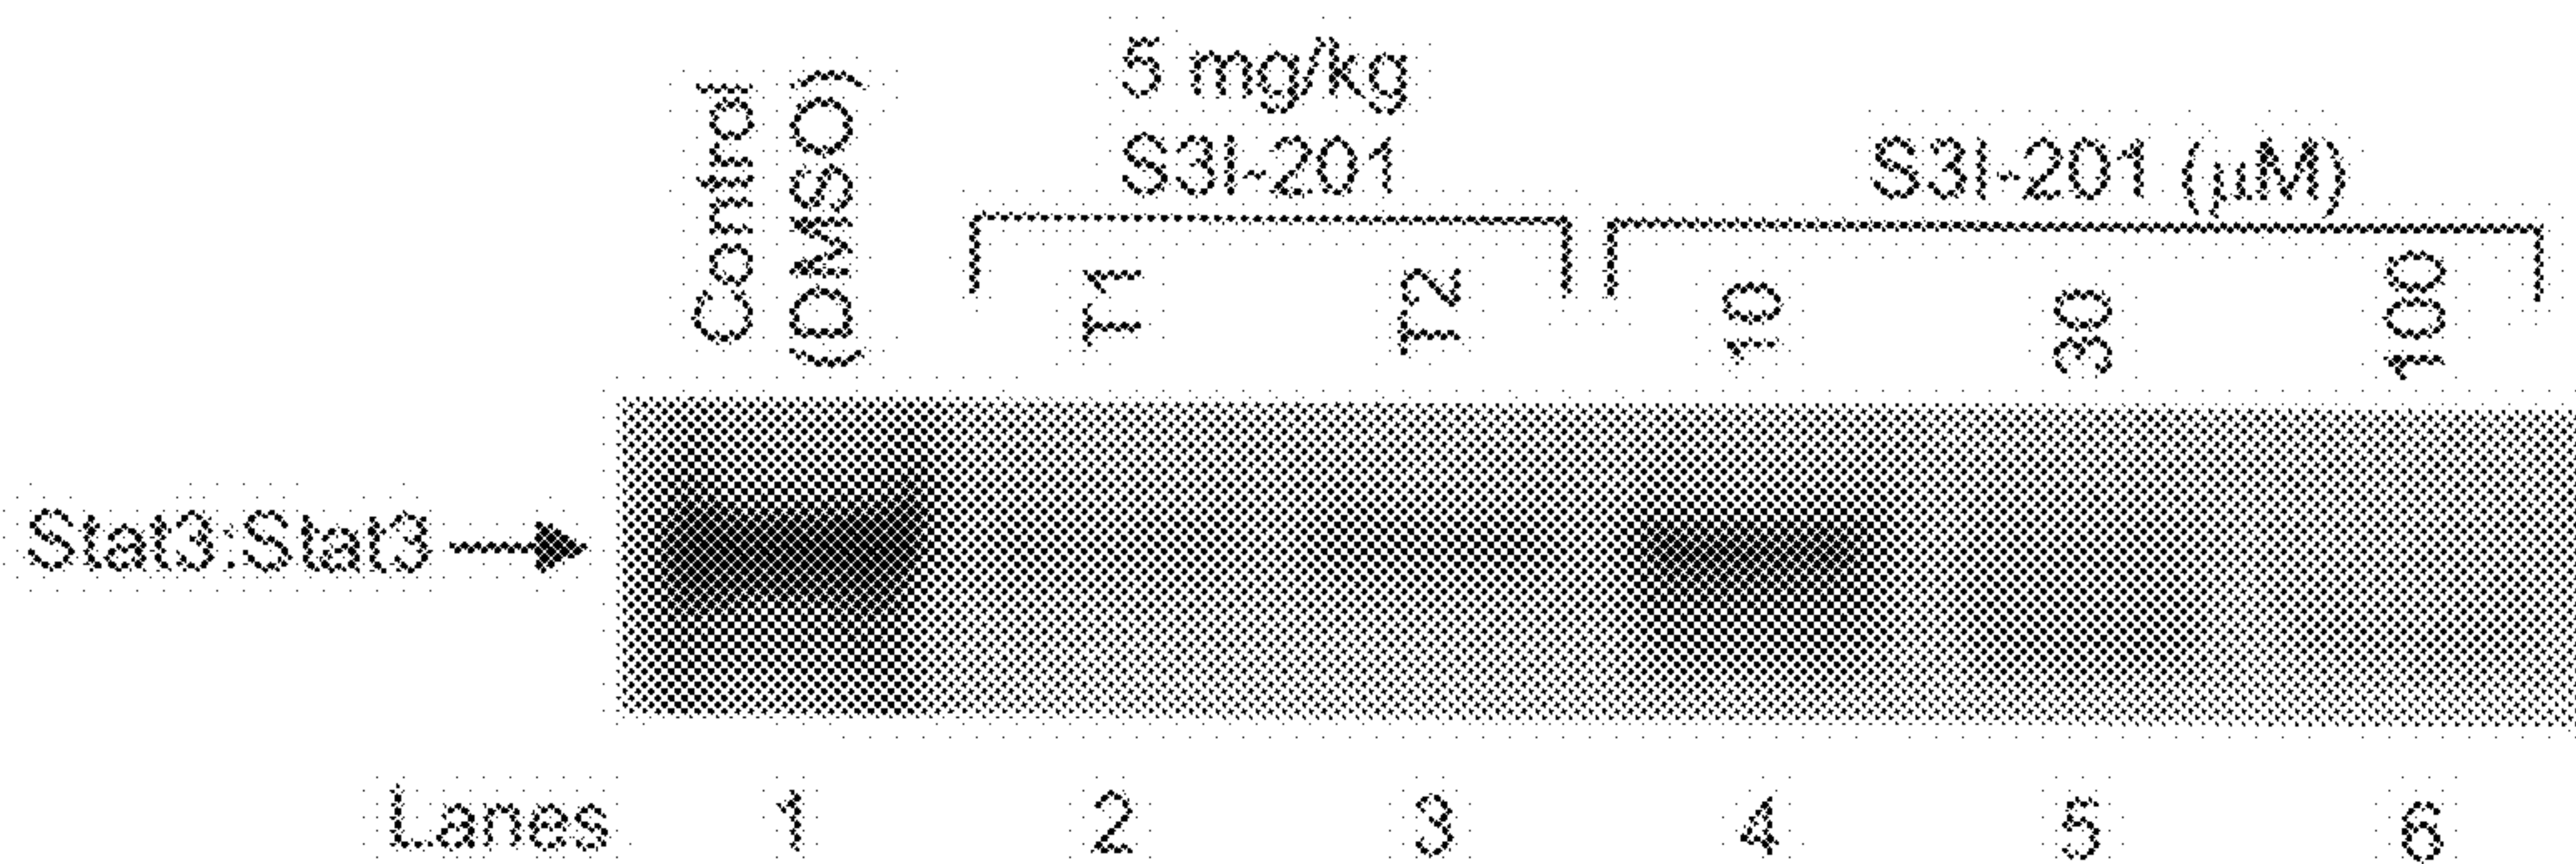 Control
(DMSO)
5 mg/kg
S3I-201
T1
T2
S3I-201 (µM)
10
30
100
Stat3:Stat3
Lanes 1 2 3 4 5 6